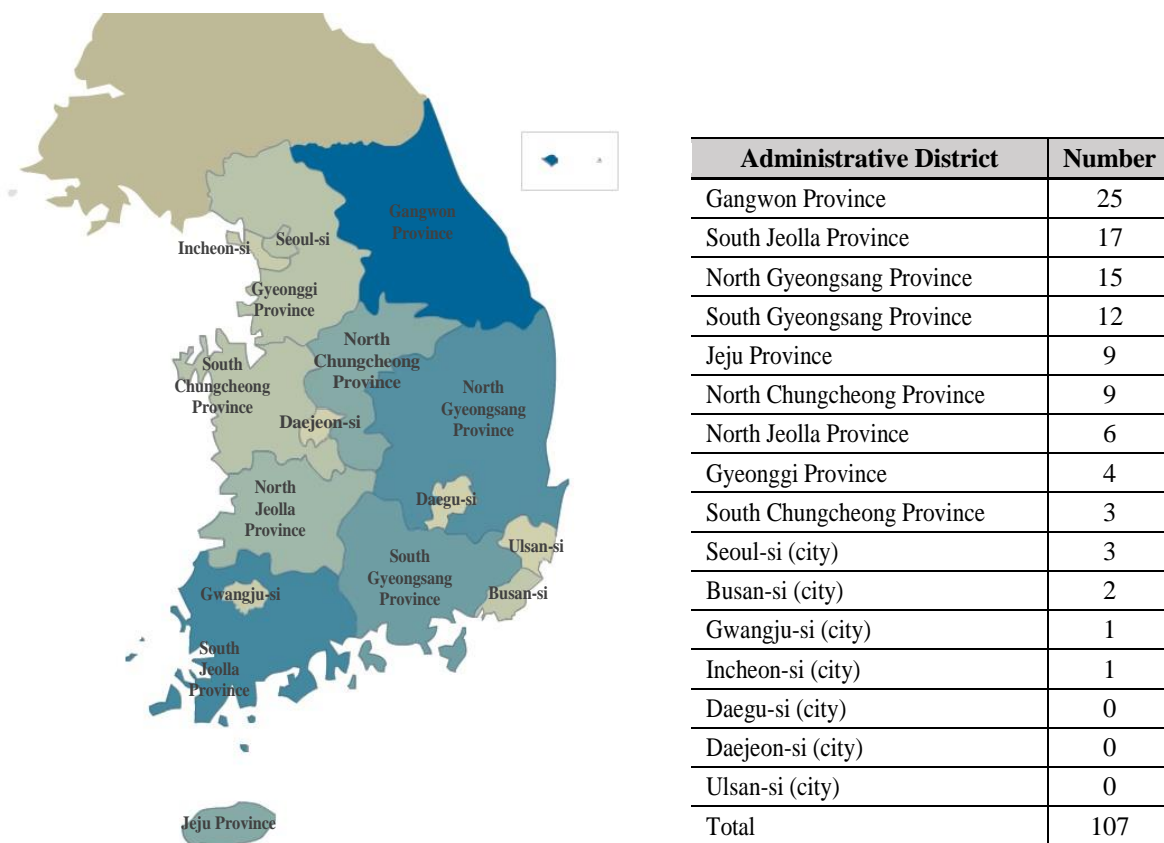 Gangwon
Province
Incheon-si
Seoul-si
Gyeonggi
Province
North
Chungcheong
Province
South
Chungcheong
Province
North
Gyeongsang
Province
Daejeon-si
North
Jeolla
Province
Daegu-si
Ulsan-si
South
Gyeongsang
Province
Busan-si
Gwangju-si
South
Jeolla
Province
Jeju Province
Administrative District Number
Gangwon Province 25
South Jeolla Province 17
North Gyeongsang Province 15
South Gyeongsang Province 12
Jeju Province 9
North Chungcheong Province 9
North Jeolla Province 6
Gyeonggi Province 4
South Chungcheong Province 3
Seoul-si (city) 3
Busan-si (city) 2
Gwangju-si (city) 1
Incheon-si (city) 1
Daegu-si (city) 0
Daejeon-si (city) 0
Ulsan-si (city) 0
Total 107